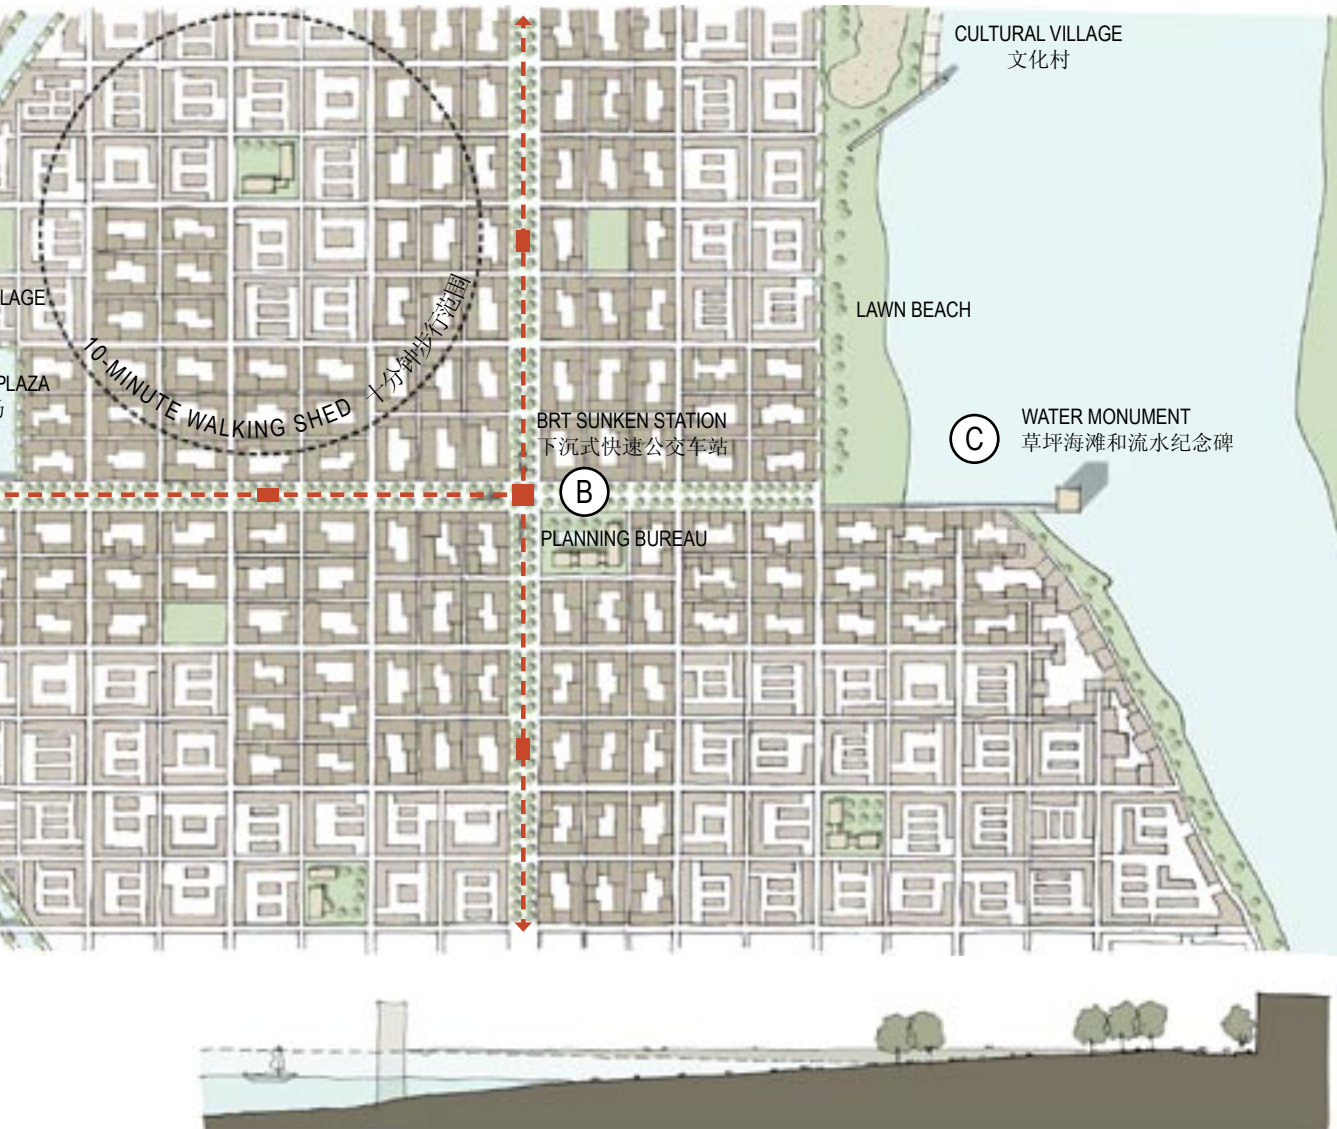 CULTURAL VILLAGE
文化村
LAGE
LAWN BEACH
10-MINUTE WALKING SHED 十分钟步行范围
PLAZA
BRT SUNKEN STATION
下沉式快速公交车站
B
PLANNING BUREAU
C
WATER MONUMENT
草坪海滩和流水纪念碑